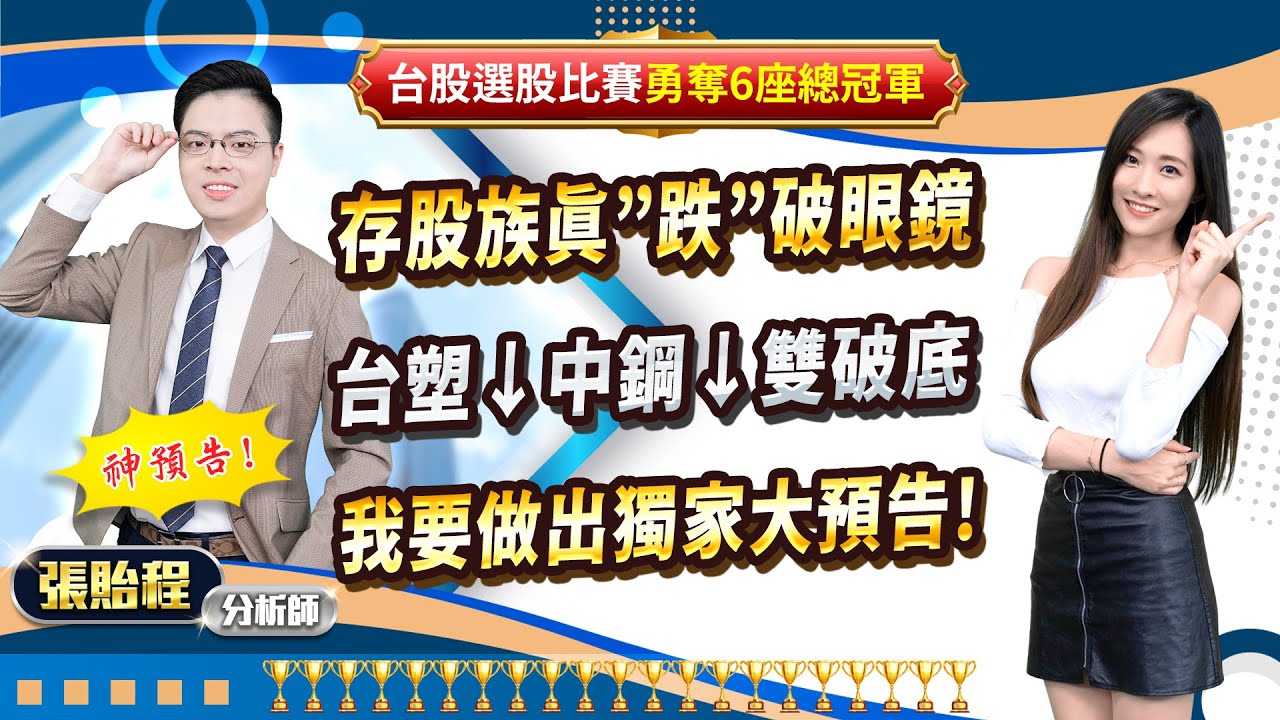 台股選股比賽勇奪6座總冠軍
存股族真”跌”破眼鏡
台塑↓中鋼↓雙破底
我要做出獨家大預告!
神預告!
張貽程
分析師